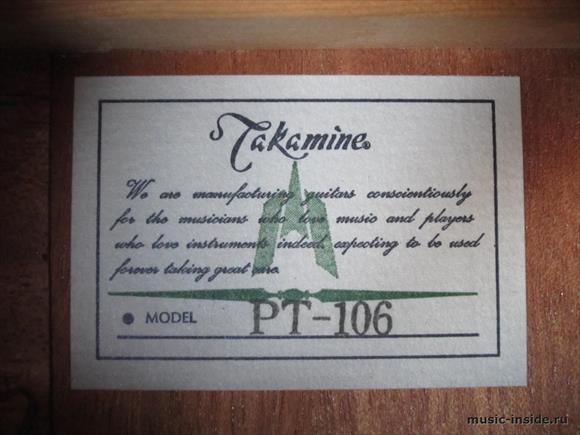 Takamine
We are manufacturing guitars conscientiously
for the musicians who love music and players
who love instruments indeed, expecting to be used
forever taking great care.
MODEL PT-106
music-inside.ru